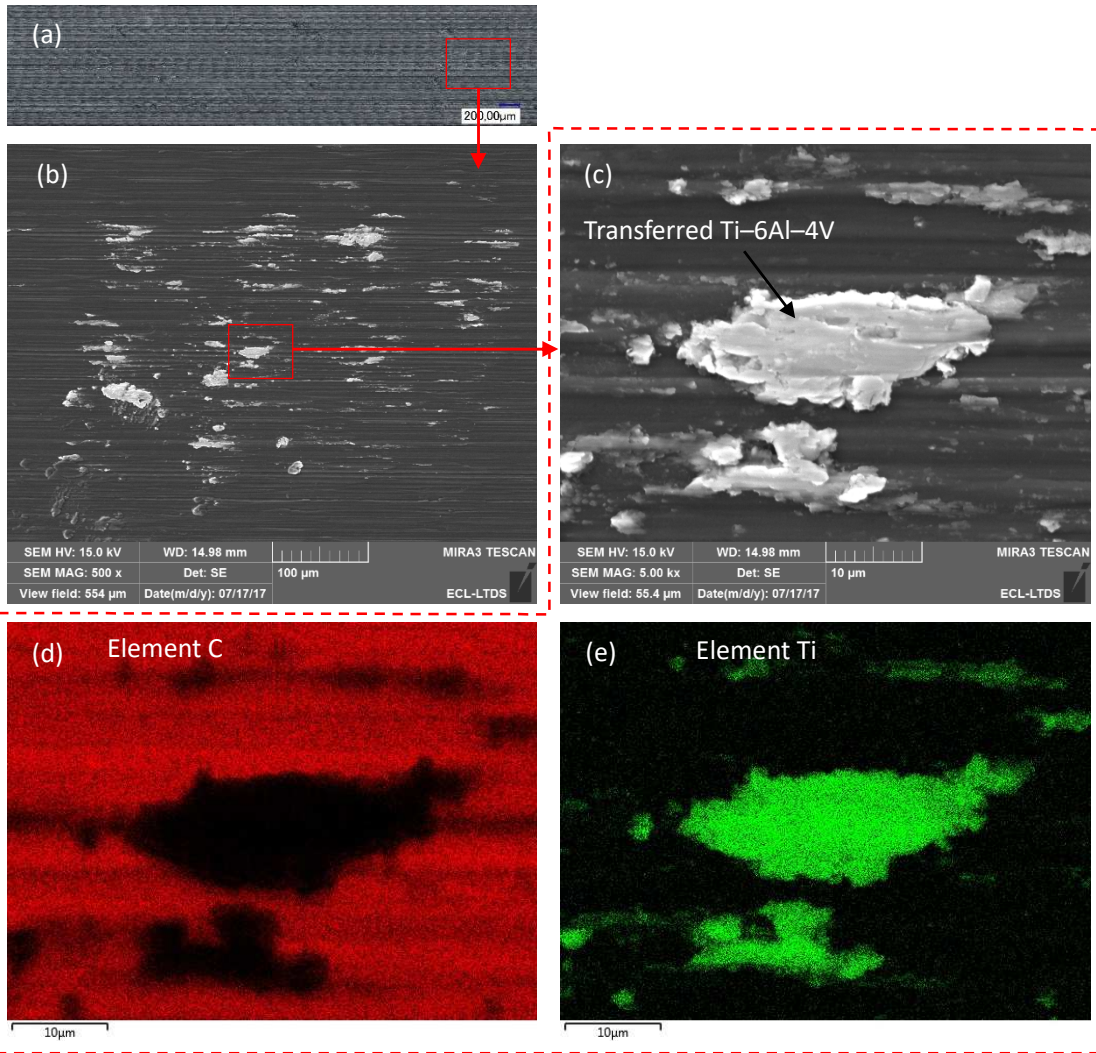 (a)
200,00μm
(b)
(c)
Transferred Ti–6Al–4V
SEM HV: 15.0 kV WD: 14.98 mm MIRA3 TESCAN
SEM MAG: 500 x Det: SE 100 μm
View field: 554 μm Date(m/d/y): 07/17/17 ECL-LTDS
SEM HV: 15.0 kV WD: 14.98 mm MIRA3 TESCAN
SEM MAG: 5.00 kx Det: SE 10 μm
View field: 55.4 μm Date(m/d/y): 07/17/17 ECL-LTDS
(d) Element C
(e) Element Ti
10μm
10μm